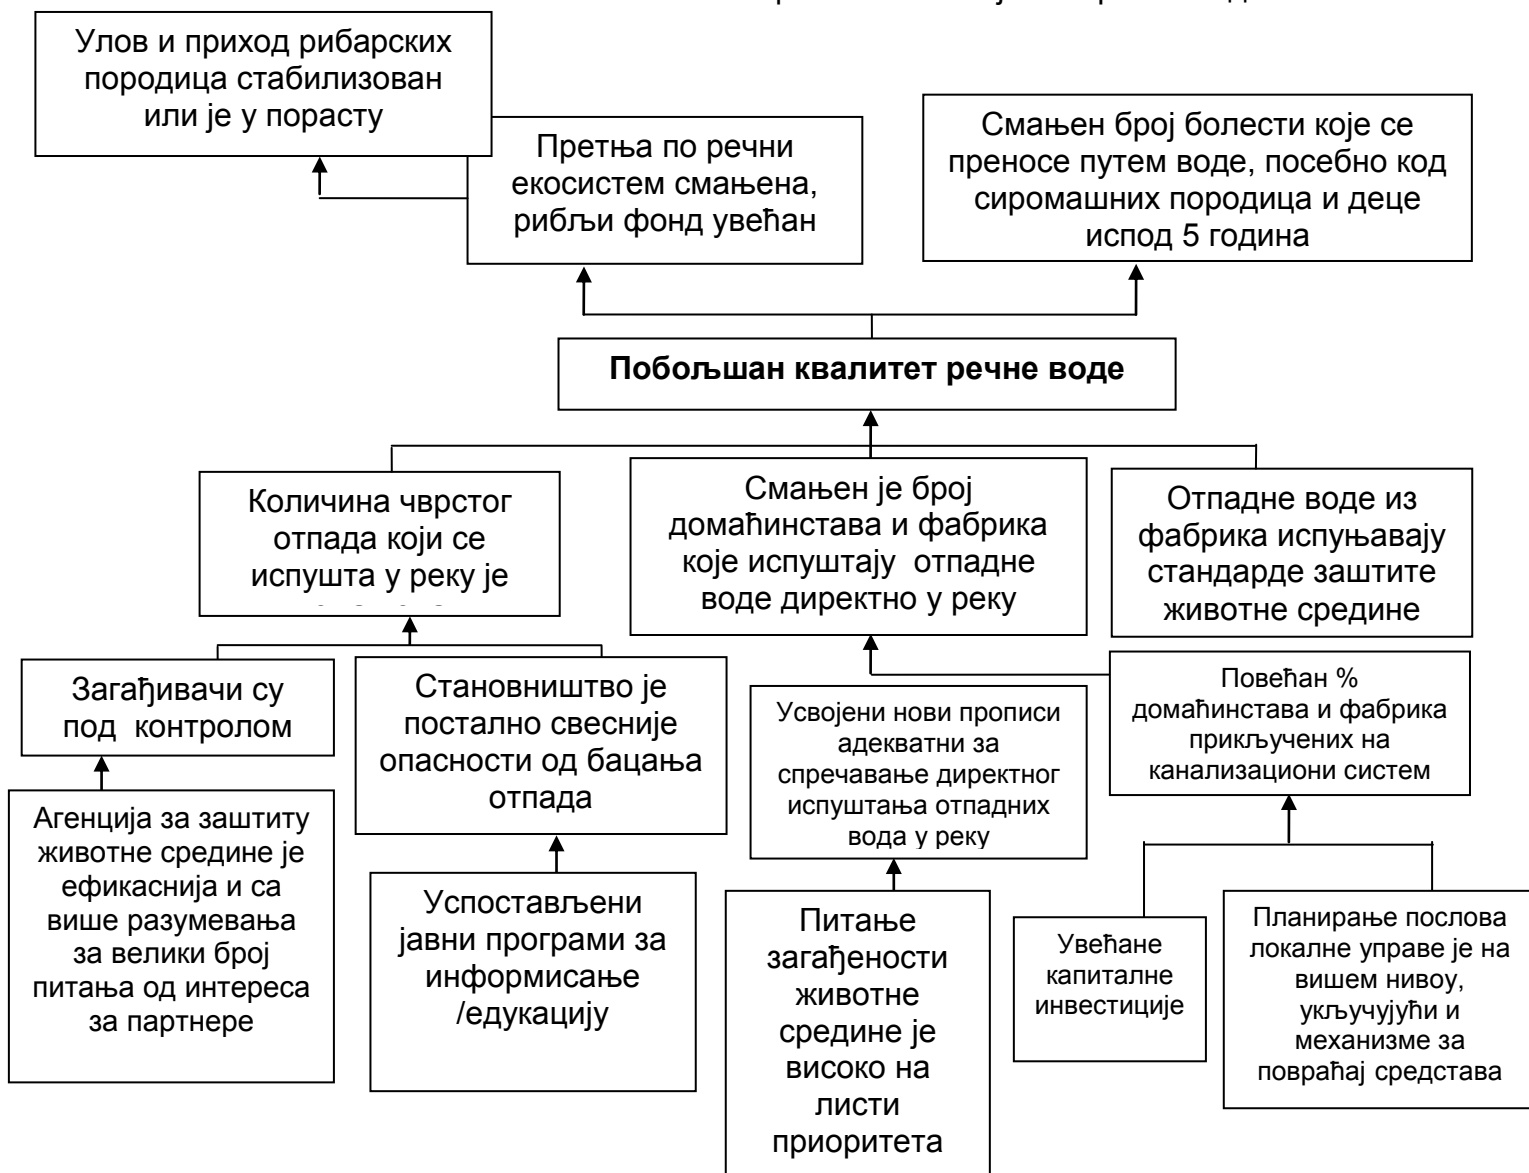 Улов и приход рибарских
породица стабилизован
или је у порасту
Претња по речни
екосистем смањена,
рибљи фонд увећан
Смањен број болести које се
преносе путем воде, посебно код
сиромашних породица и деце
испод 5 година
Побољшан квалитет речне воде
Количина чврстог
отпада који се
испушта у реку је
Смањен је број
домаћинстава и фабрика
које испуштају отпадне
воде директно у реку
Отпадне воде из
фабрика испуњавају
стандарде заштите
животне средине
Загађивачи су
под контролом
Становништво је
постално свесније
опасности од бацања
отпада
Усвојени нови прописи
адекватни за
спречавање директног
испуштања отпадних
вода у реку
Повећан %
домаћинстава и фабрика
прикључених на
канализациони систем
Агенција за заштиту
животне средине је
ефикаснија и са
више разумевања
за велики број
питања од интереса
за партнере
Успостављени
јавни програми за
информисање
/едукацију
Питање
загађености
животне
средине је
високо на
листи
приоритета
Увећане
капиталне
инвестиције
Планирање послова
локалне управе је на
вишем нивоу,
укључујући и
механизме за
повраћај средстава